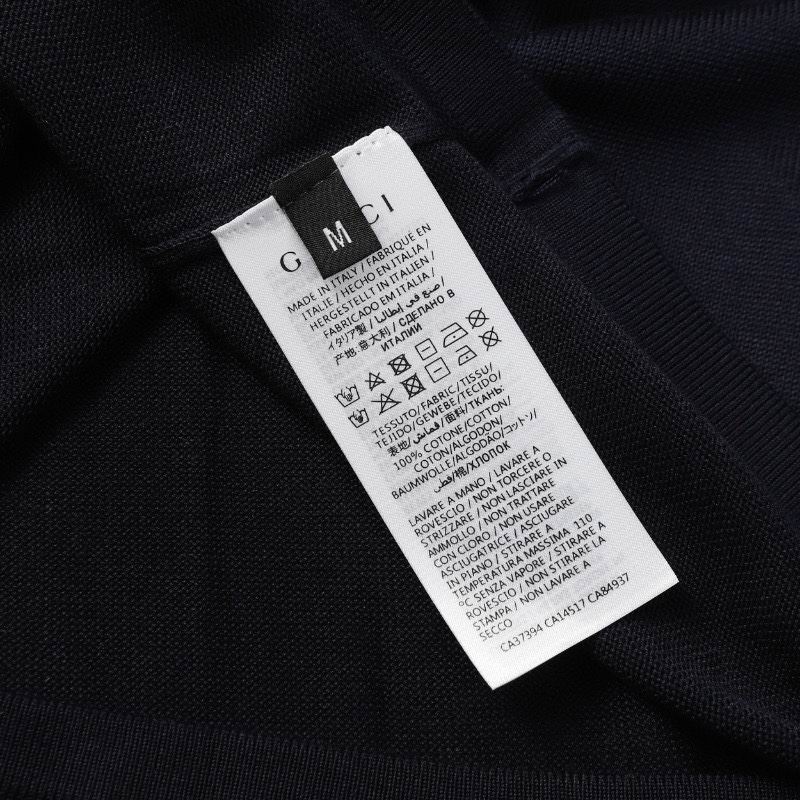 M
G CI
MADE IN ITALY / FABRIQUE EN
ITALIE / HECHO EN ITALIA /
HERGESTELLT IN ITALIEN /
FABRICADO EM ITALIA /
イタリア製 / صنع في إيطاليا /
产地: 意大利 / СДЕЛАНО В
ИТАЛИИ
TESSUTO/FABRIC/TISSU/
TEJIDO/GEWEBE/TECIDO/
表地/قماش/面料/ТКАНЬ:
100% COTONE/COTTON/
COTON/ALGODON/
BAUMWOLLE/ALGODÃO/コットン/
قطن/棉/ХЛОПОК
LAVARE A MANO / LAVARE A
ROVESCIO / NON TORCERE O
STRIZZARE / NON LASCIARE IN
AMMOLLO / NON TRATTARE
CON CLORO / NON USARE
ASCIUGATRICE / ASCIUGARE
IN PIANO / STIRARE A
TEMPERATURA MASSIMA 110
°C SENZA VAPORE / STIRARE A
ROVESCIO / NON STIRARE LA
STAMPA / NON LAVARE A
SECCO
CA37394 CA14517 CA84937